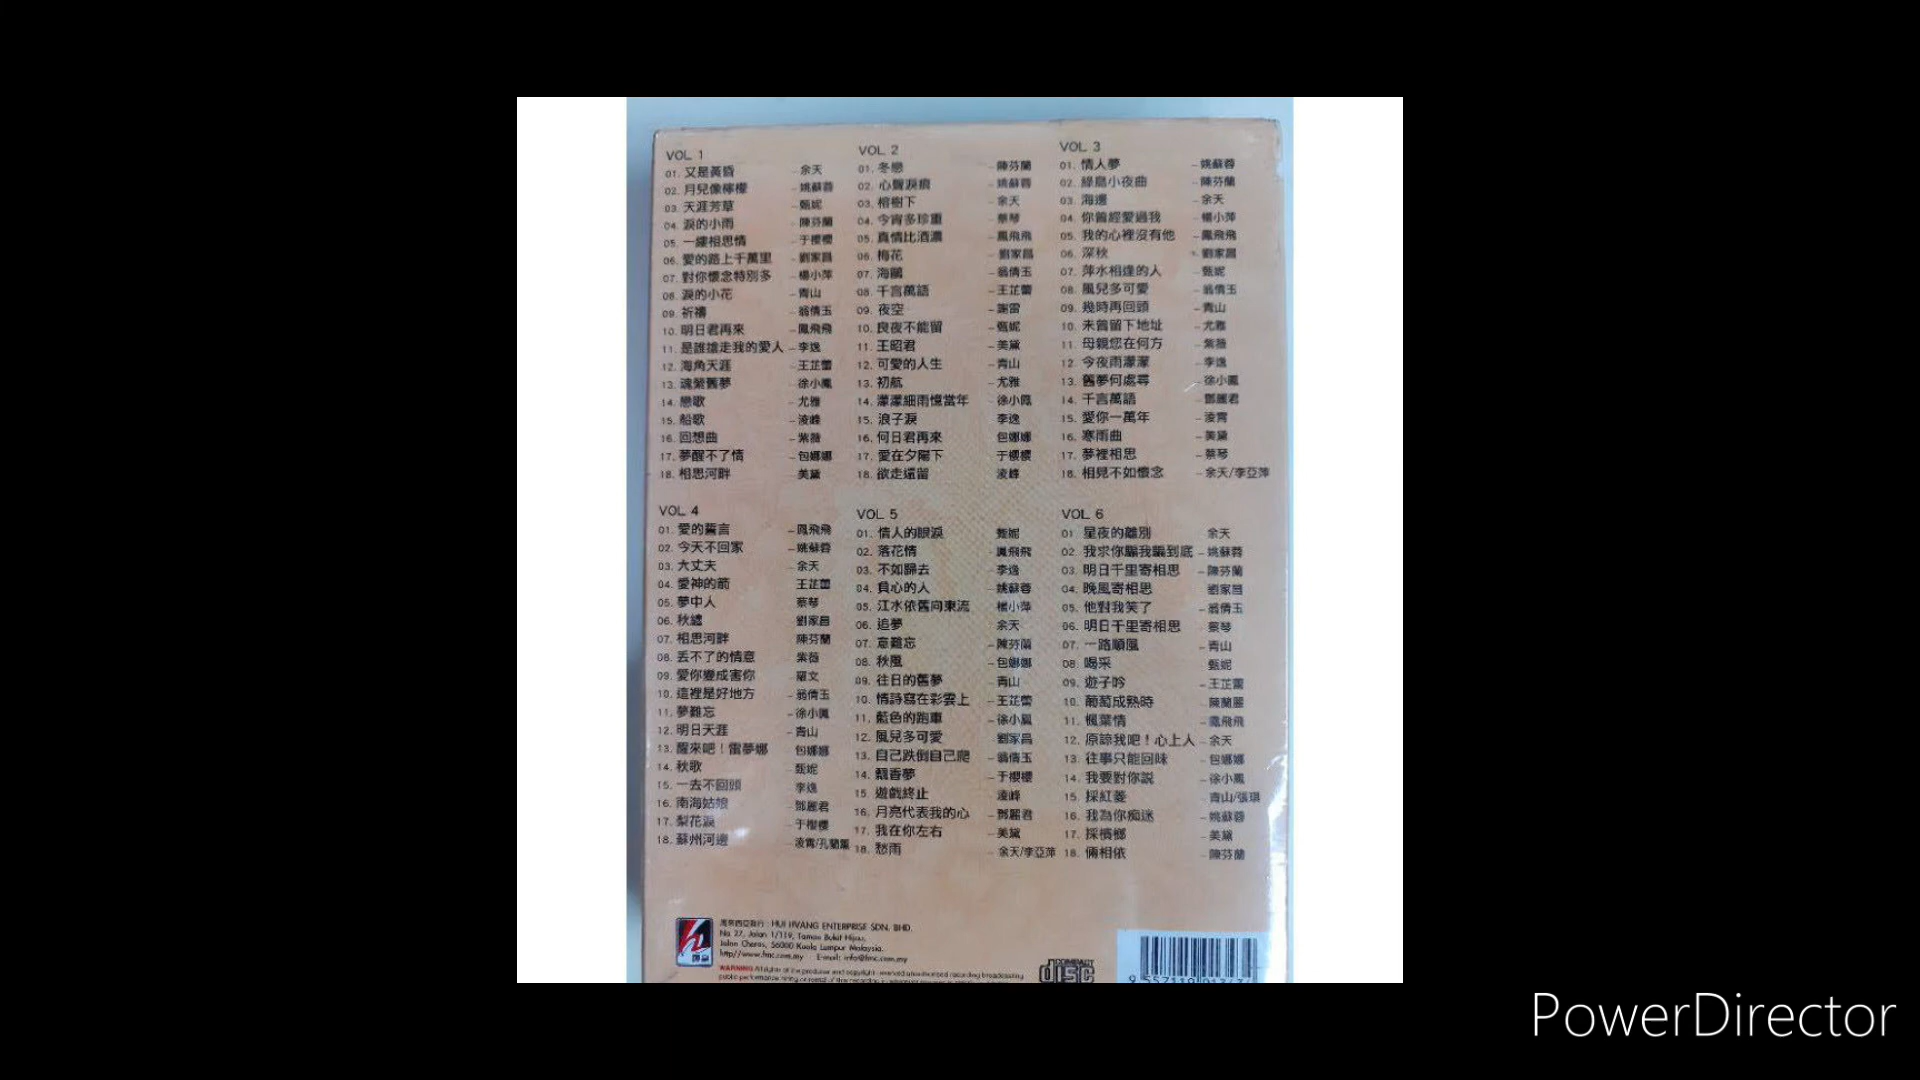 VOL 1
01. 又是黃昏 – 余天
02. 月兒像檸檬 – 姚蘇蓉
03. 天涯芳草 – 甄妮
04. 淚的小雨 – 陳芬蘭
05. 一縷相思情 – 于櫻櫻
06. 愛的路上千萬里 – 劉家昌
07. 對你懷念特別多 – 楊小萍
08. 淚的小花 – 青山
09. 祈禱 – 翁倩玉
10. 明日君再來 – 鳳飛飛
11. 是誰搶走我的愛人 – 李逸
12. 海角天涯 – 王芷蕾
13. 魂縈舊夢 – 徐小鳳
14. 戀歌 – 尤雅
15. 船歌 – 凌峰
16. 回想曲 – 紫薇
17. 夢醒不了情 – 包娜娜
18. 相思河畔 – 美黛
VOL 2
01. 冬戀 – 陳芬蘭
02. 心聲淚痕 – 姚蘇蓉
03. 榕樹下 – 余天
04. 今宵多珍重 – 蔡琴
05. 真情比酒濃 – 鳳飛飛
06. 梅花 – 劉家昌
07. 海鷗 – 翁倩玉
08. 千言萬語 – 王芷蕾
09. 夜空 – 謝雷
10. 良夜不能留 – 甄妮
11. 王昭君 – 美黛
12. 可愛的人生 – 青山
13. 初航 – 尤雅
14. 濛濛細雨憶當年 – 徐小鳳
15. 浪子淚 李逸
16. 何日君再來 包娜娜
17. 愛在夕陽下 于櫻櫻
18. 欲走還留 凌峰
VOL 3
01. 情人夢 – 姚蘇蓉
02. 綠島小夜曲 – 陳芬蘭
03. 海邊 – 余天
04. 你曾經愛過我 – 楊小萍
05. 我的心裡沒有他 – 鳳飛飛
06. 深秋 – 劉家昌
07. 萍水相逢的人 – 甄妮
08. 風兒多可愛 – 翁倩玉
09. 幾時再回頭 – 青山
10. 未曾留下地址 – 尤雅
11. 母親您在何方 – 紫薇
12. 今夜雨濛濛 – 李逸
13. 舊夢何處尋 – 徐小鳳
14. 千言萬語 – 鄧麗君
15. 愛你一萬年 – 凌霄
16. 寒雨曲 – 美黛
17. 夢裡相思 – 蔡琴
18. 相見不如懷念 – 余天/李亞萍
VOL 4
01. 愛的誓言 – 鳳飛飛
02. 今天不回家 – 姚蘇蓉
03. 大丈夫 – 余天
04. 愛神的箭 王芷蕾
05. 夢中人 蔡琴
06. 秋纏 劉家昌
07. 相思河畔 陳芬蘭
08. 丟不了的情意 紫薇
09. 愛你變成害你 羅文
10. 這裡是好地方 – 翁倩玉
11. 夢難忘 – 徐小鳳
12. 明日天涯 – 青山
13. 醒來吧！雷夢娜 包娜娜
14. 秋歌 – 甄妮
15. 一去不回頭 李逸
16. 南海姑娘 鄧麗君
17. 梨花淚 – 于櫻櫻
18. 蘇州河邊 – 凌霄/孔蘭薰
VOL 5
01. 情人的眼淚 甄妮
02. 落花情 – 鳳飛飛
03. 不如歸去 – 李逸
04. 負心的人 – 姚蘇蓉
05. 江水依舊向東流 – 楊小萍
06. 追夢 余天
07. 意難忘 – 陳芬蘭
08. 秋風 – 包娜娜
09. 往日的舊夢 – 青山
10. 情詩寫在彩雲上 – 王芷蕾
11. 藍色的跑車 – 徐小鳳
12. 風兒多可愛 劉家昌
13. 自己跌倒自己爬 – 翁倩玉
14. 飄香夢 – 于櫻櫻
15. 遊戲終止 凌峰
16. 月亮代表我的心 – 鄧麗君
17. 我在你左右 – 美黛
18. 愁雨 – 余天/李亞萍
VOL 6
01 星夜的離別 余天
02. 我求你騙我騙到底 – 姚蘇蓉
03. 明日千里寄相思 – 陳芬蘭
04. 晚風寄相思 劉家昌
05. 他對我笑了 – 翁倩玉
06. 明日千里寄相思 – 蔡琴
07. 一路順風 – 青山
08. 喝采 甄妮
09. 遊子吟 – 王芷蕾
10. 葡萄成熟時 陳蘭麗
11. 楓葉情 – 鳳飛飛
12. 原諒我吧！心上人 – 余天
13. 往事只能回味 – 包娜娜
14. 我要對你說 – 徐小鳳
15. 採紅菱 – 青山/張琪
16. 我為你痴迷 – 姚蘇蓉
17. 採檳榔 – 美黛
18. 倆相依 – 陳芬蘭
馬來西亞發行：HUI HVANG ENTERPRISE SDN. BHD.
No 27, Jalan 1/119, Taman Bukit Hijau,
Jalan Cheras, 56000 Kuala Lumpur Malaysia.
http//www.hmc.com.my E-mail: info@hmc.com.my
WARNING All rights of the producer and copyright reserved unauthorised recording broadcasting
COMPACT
disc
PowerDirector